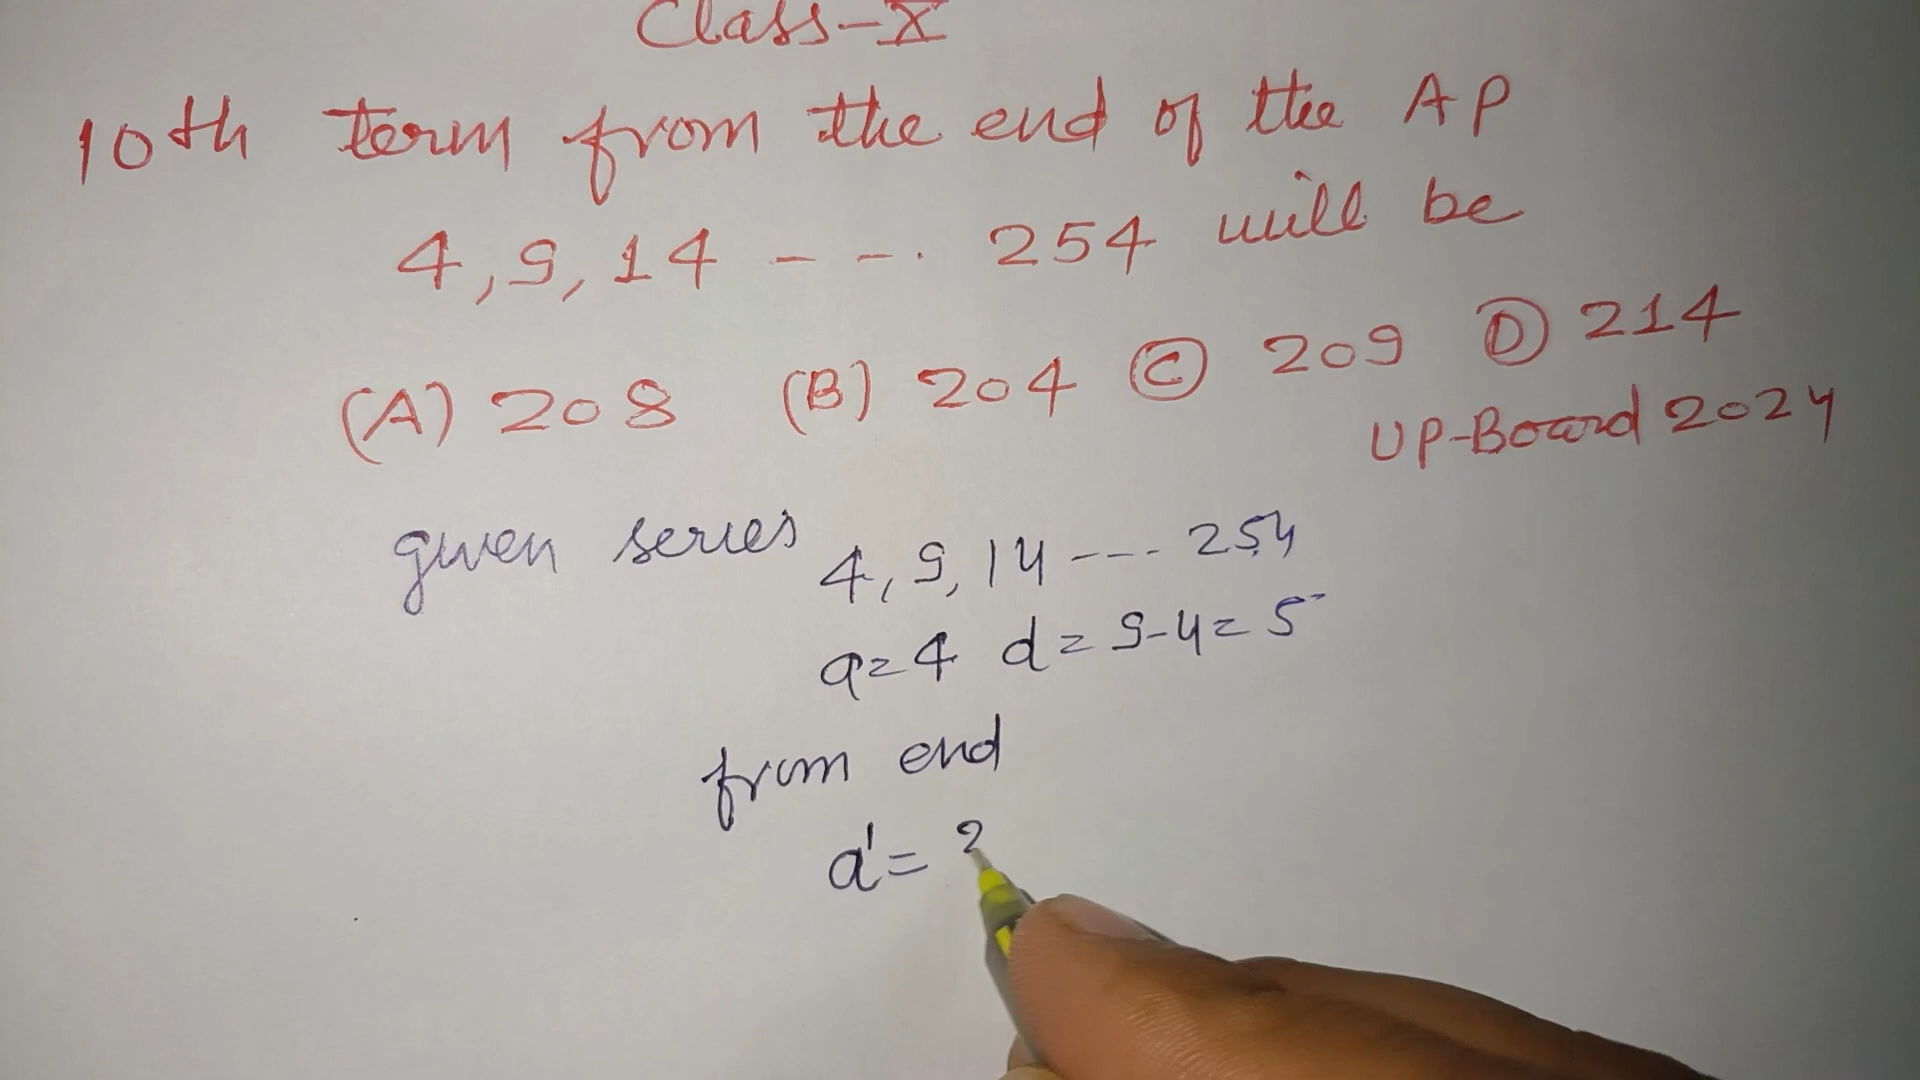 Class-X
10th term from the end of the AP
4, 9, 14 - - . 254 will be
(A) 208 (B) 204 (C) 209 (D) 214
UP-Board 2024
given series 4, 9, 14 --- 254
a=4 d=9-4=5
from end
a'= 2